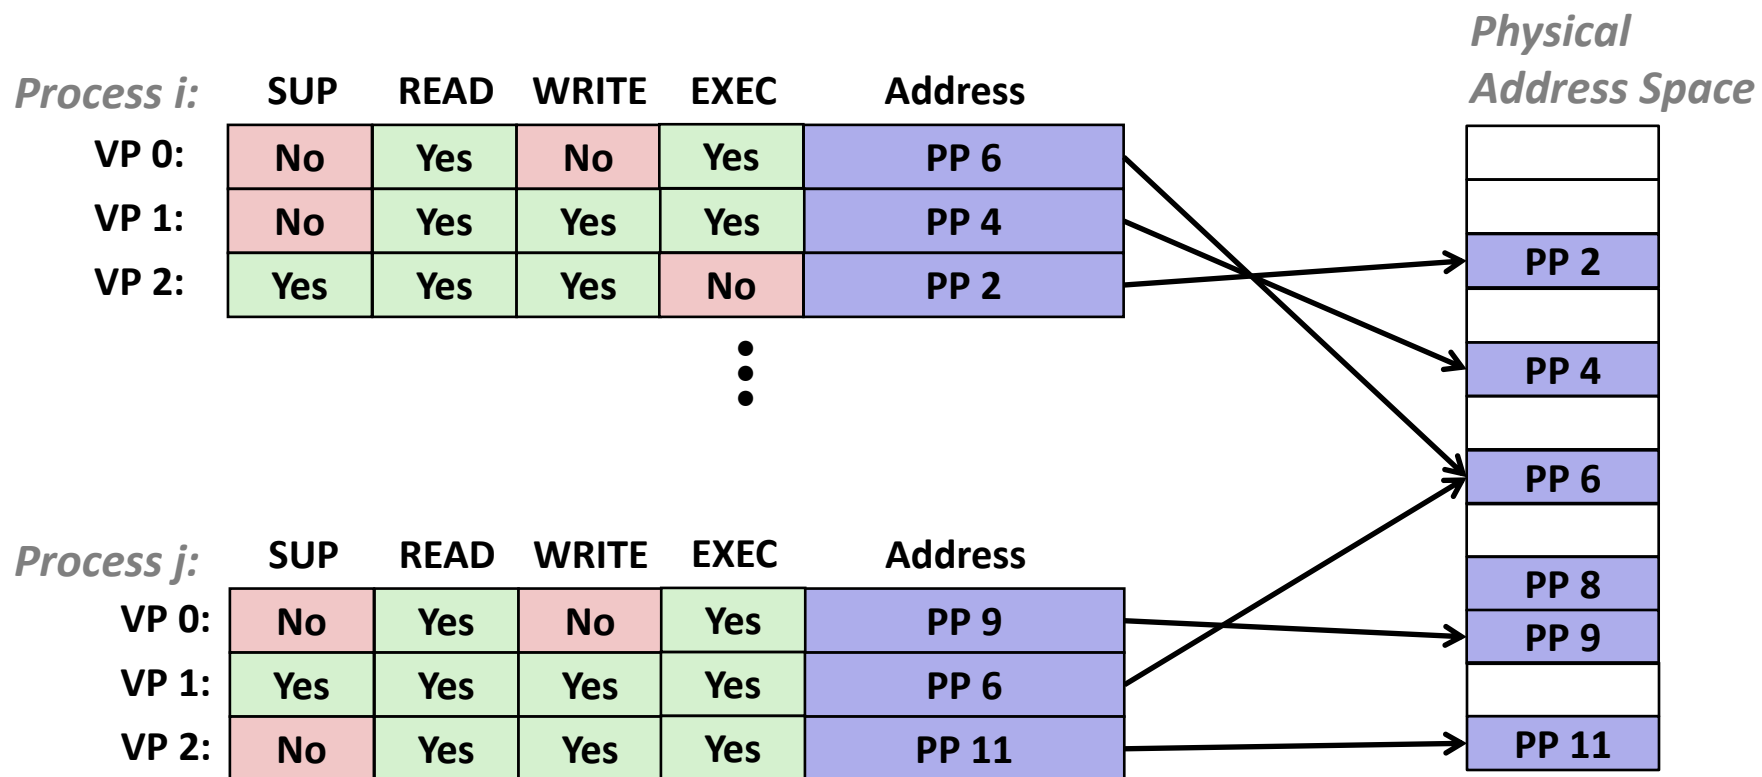 Process i: SUP READ WRITE EXEC Address
VP 0: No Yes No Yes PP 6
VP 1: No Yes Yes Yes PP 4
VP 2: Yes Yes Yes No PP 2
Process j: SUP READ WRITE EXEC Address
VP 0: No Yes No Yes PP 9
VP 1: Yes Yes Yes Yes PP 6
VP 2: No Yes Yes Yes PP 11
Physical
Address Space
PP 2
PP 4
PP 6
PP 8
PP 9
PP 11